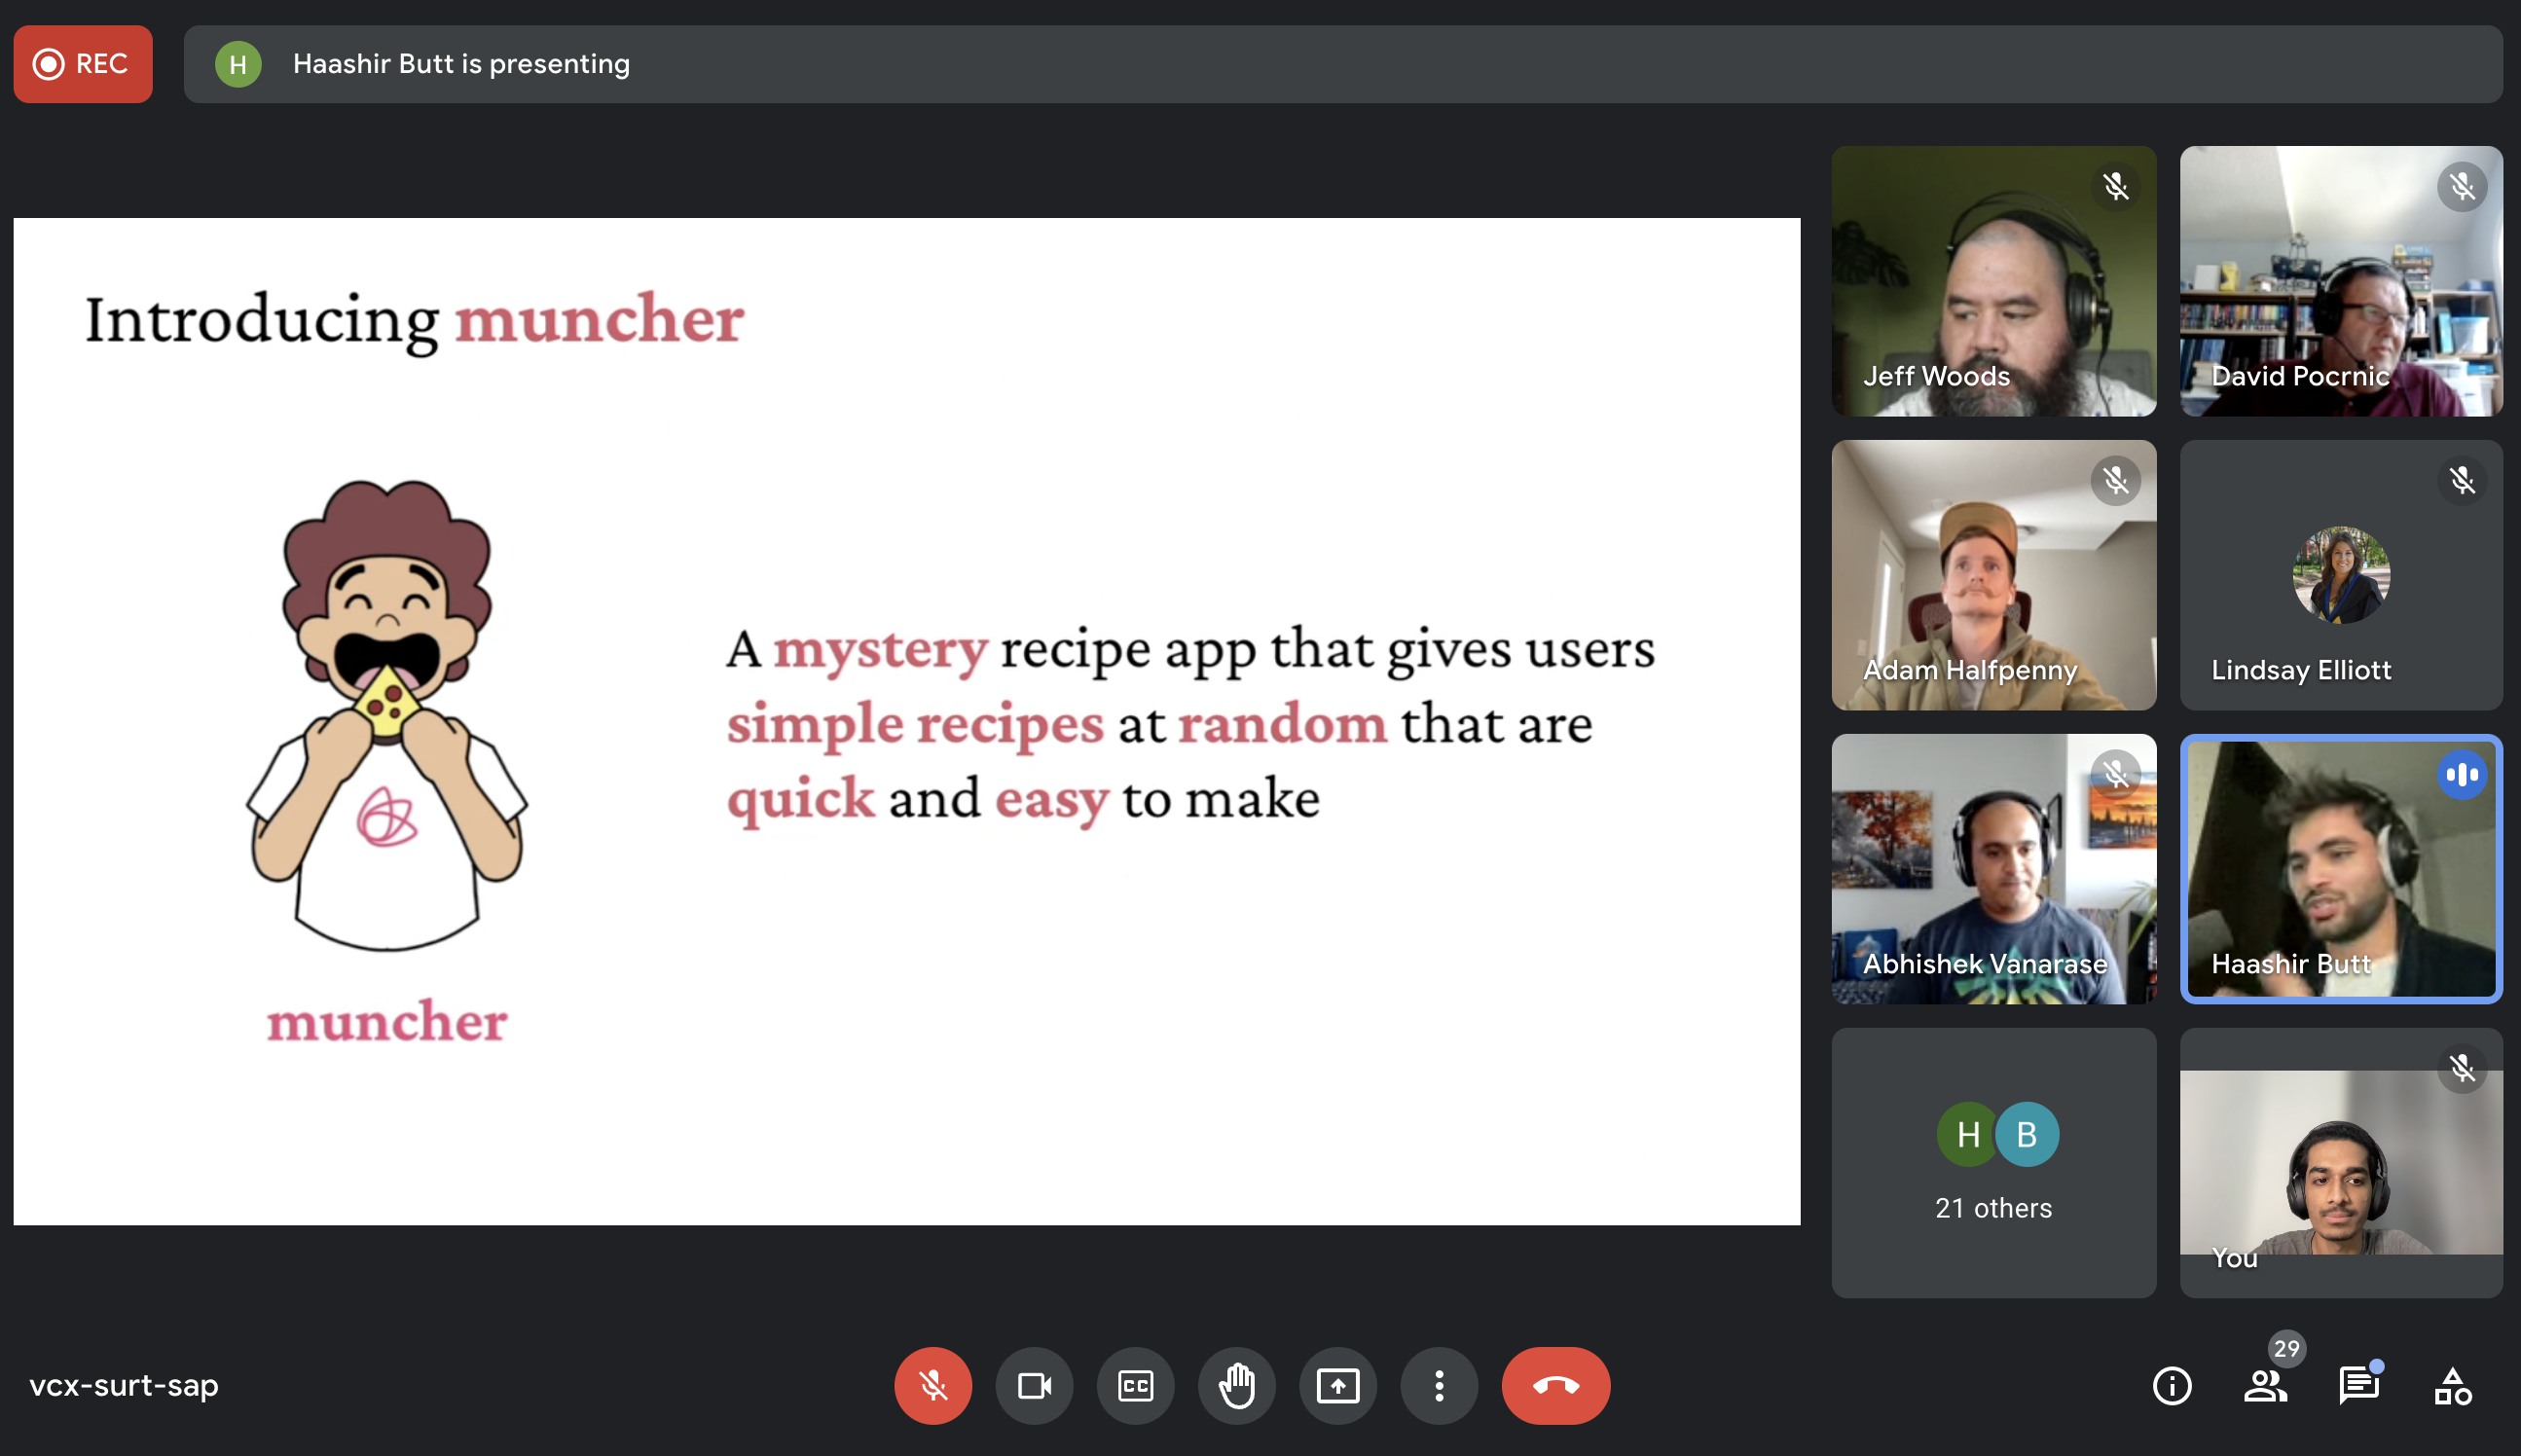 REC
H Haashir Butt is presenting
Introducing muncher
A mystery recipe app that gives users
simple recipes at random that are
quick and easy to make
muncher
Jeff Woods
David Pocrnic
Adam Halfpenny
Lindsay Elliott
Abhishek Vanarase
Haashir Butt
H B
21 others
You
vcx-surt-sap
CC
29